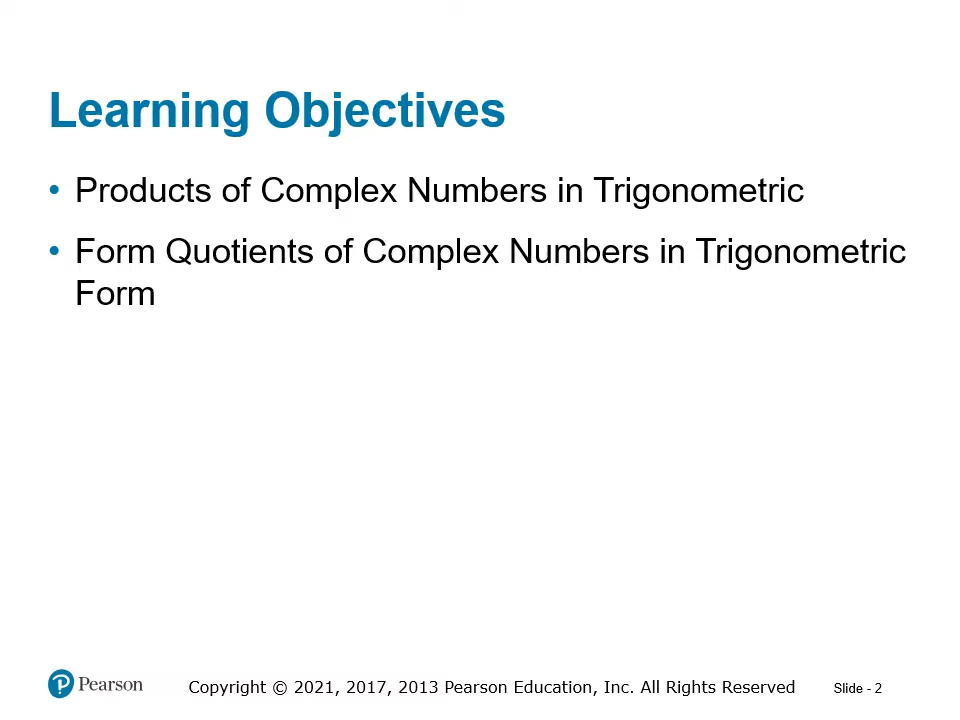 Learning Objectives
• Products of Complex Numbers in Trigonometric
• Form Quotients of Complex Numbers in Trigonometric
Form
P Pearson
Copyright © 2021, 2017, 2013 Pearson Education, Inc. All Rights Reserved
Slide - 2